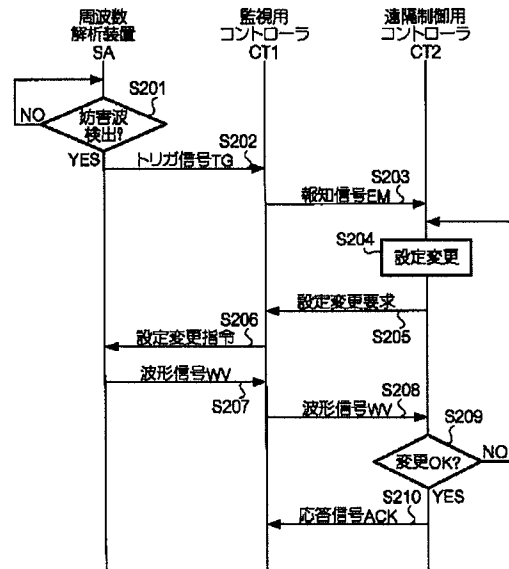 周波数
解析装置
SA
監視用
コントローラ
CT1
遠隔制御用
コントローラ
CT2
S201
NO
妨害波
検出?
YES
S202
トリガ信号TG
S203
報知信号EM
S204
設定変更
設定変更要求
S205
S206
設定変更指令
波形信号WV
S207
S208
波形信号WV
S209
変更OK?
NO
YES
S210
応答信号ACK